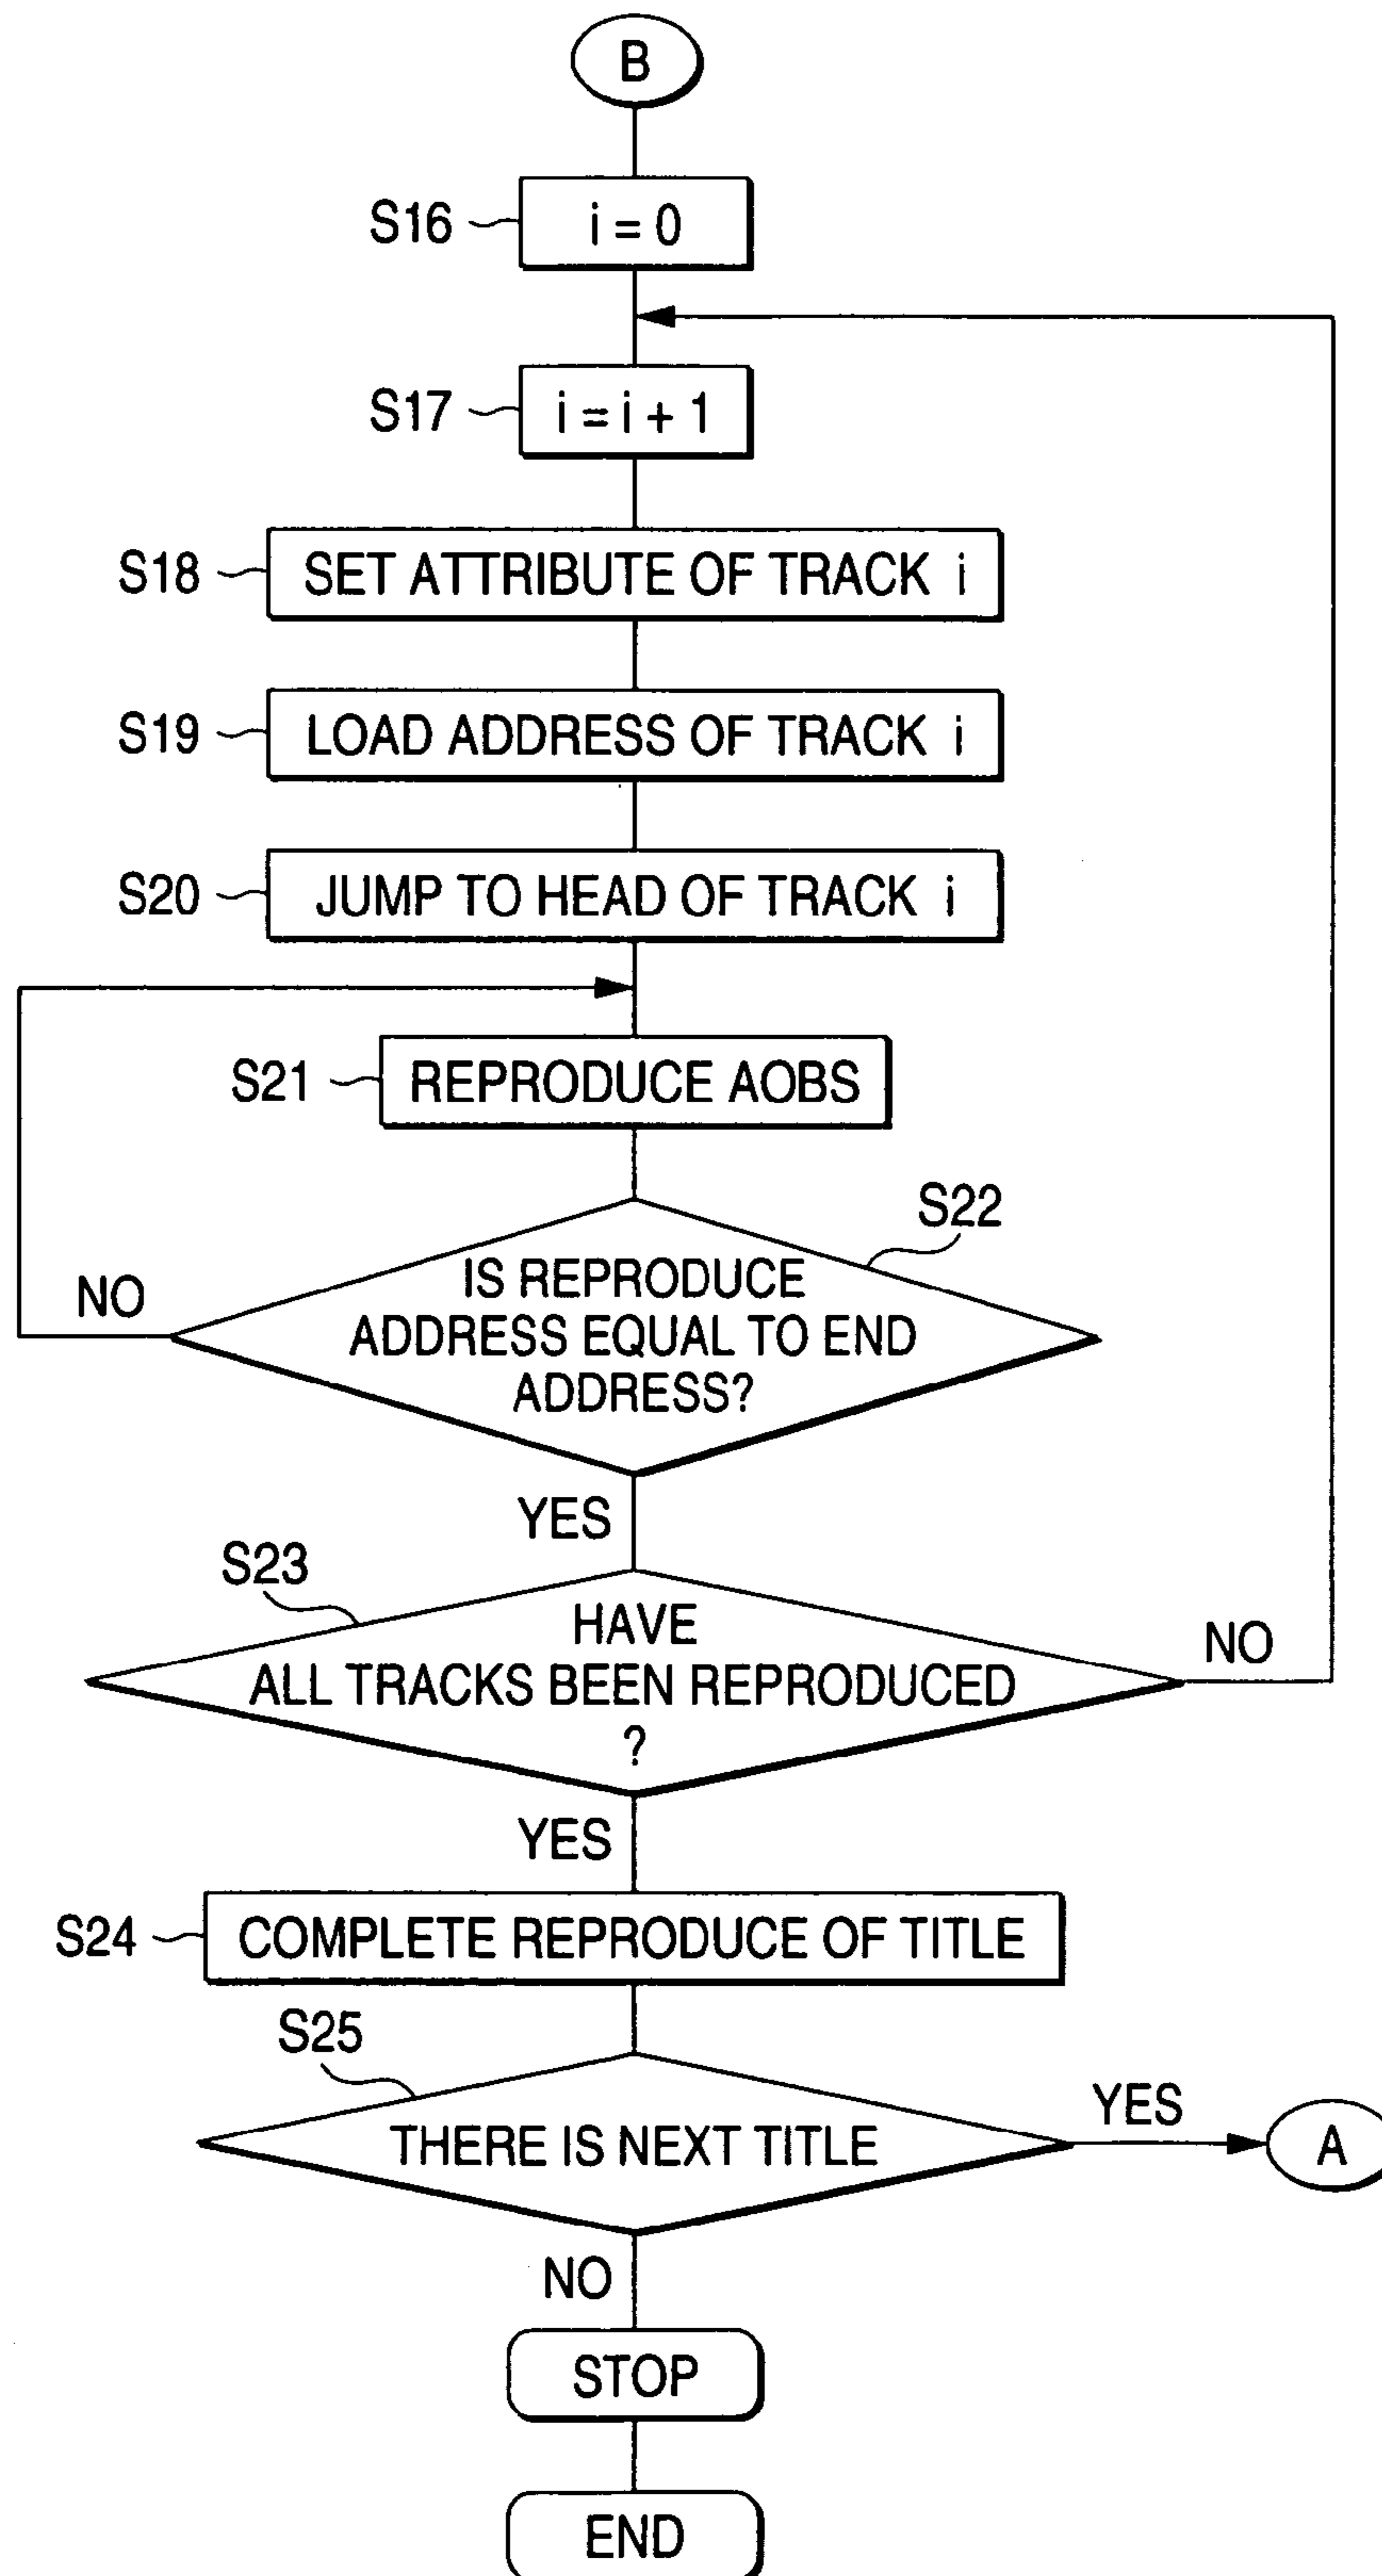 B
S16
i = 0
S17
i = i + 1
S18
SET ATTRIBUTE OF TRACK i
S19
LOAD ADDRESS OF TRACK i
S20
JUMP TO HEAD OF TRACK i
S21
REPRODUCE AOBS
S22
IS REPRODUCE
ADDRESS EQUAL TO END
ADDRESS?
NO
YES
S23
HAVE
ALL TRACKS BEEN REPRODUCED
?
NO
YES
S24
COMPLETE REPRODUCE OF TITLE
S25
THERE IS NEXT TITLE
YES
A
NO
STOP
END